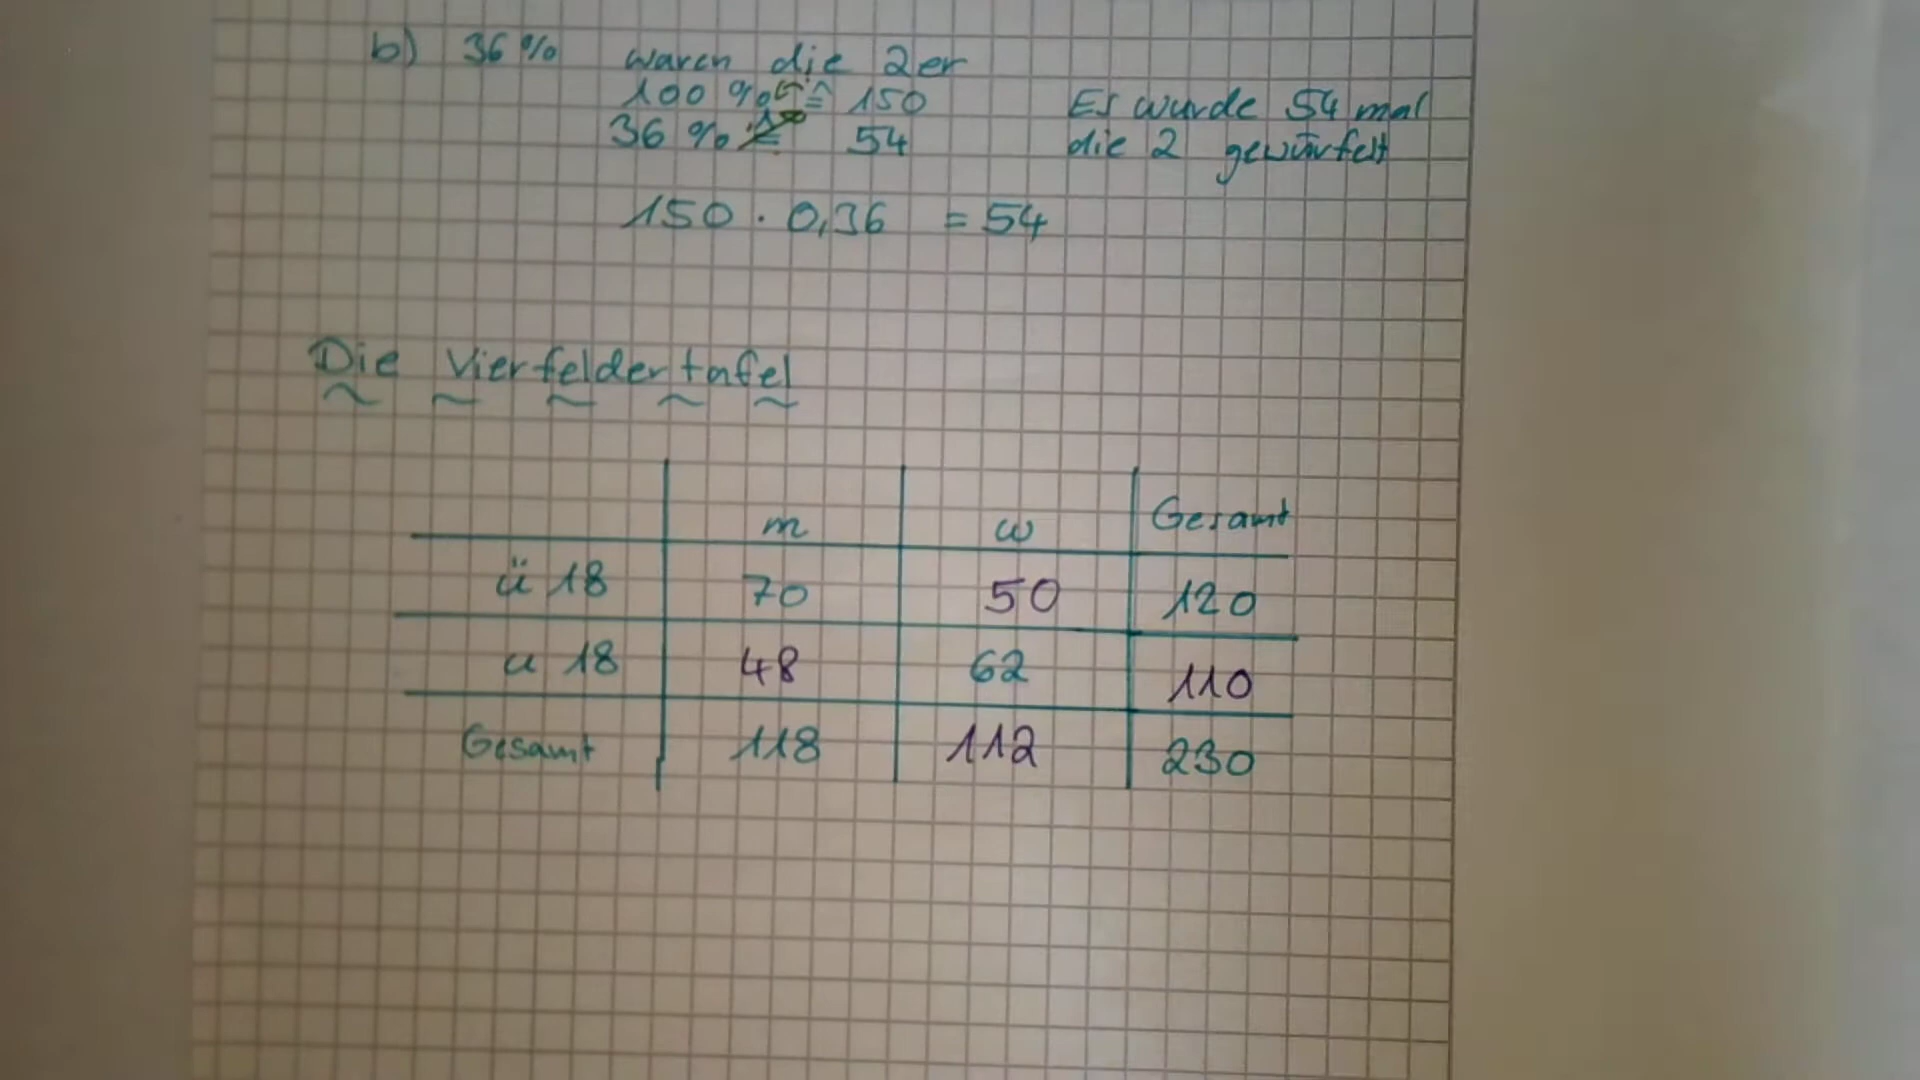 b) 36% waren die 2er
100 % ≙ 150 Es wurde 54 mal
36 % ≙ 54 die 2 gewürfelt
150 · 0,36 = 54
Die Vierfeldertafel
m w Gesamt
ü 18 70 50 120
u 18 48 62 110
Gesamt 118 112 230